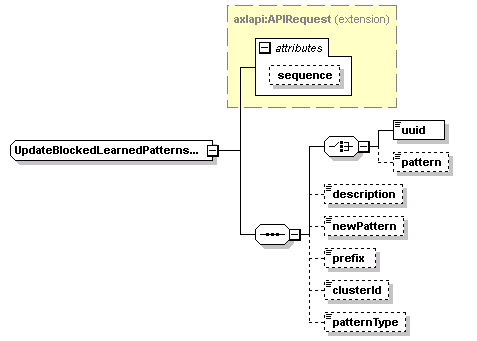 axlapi:APIRequest (extension)
attributes
sequence
UpdateBlockedLearnedPatterns...
uuid
pattern
description
newPattern
prefix
clusterId
patternType